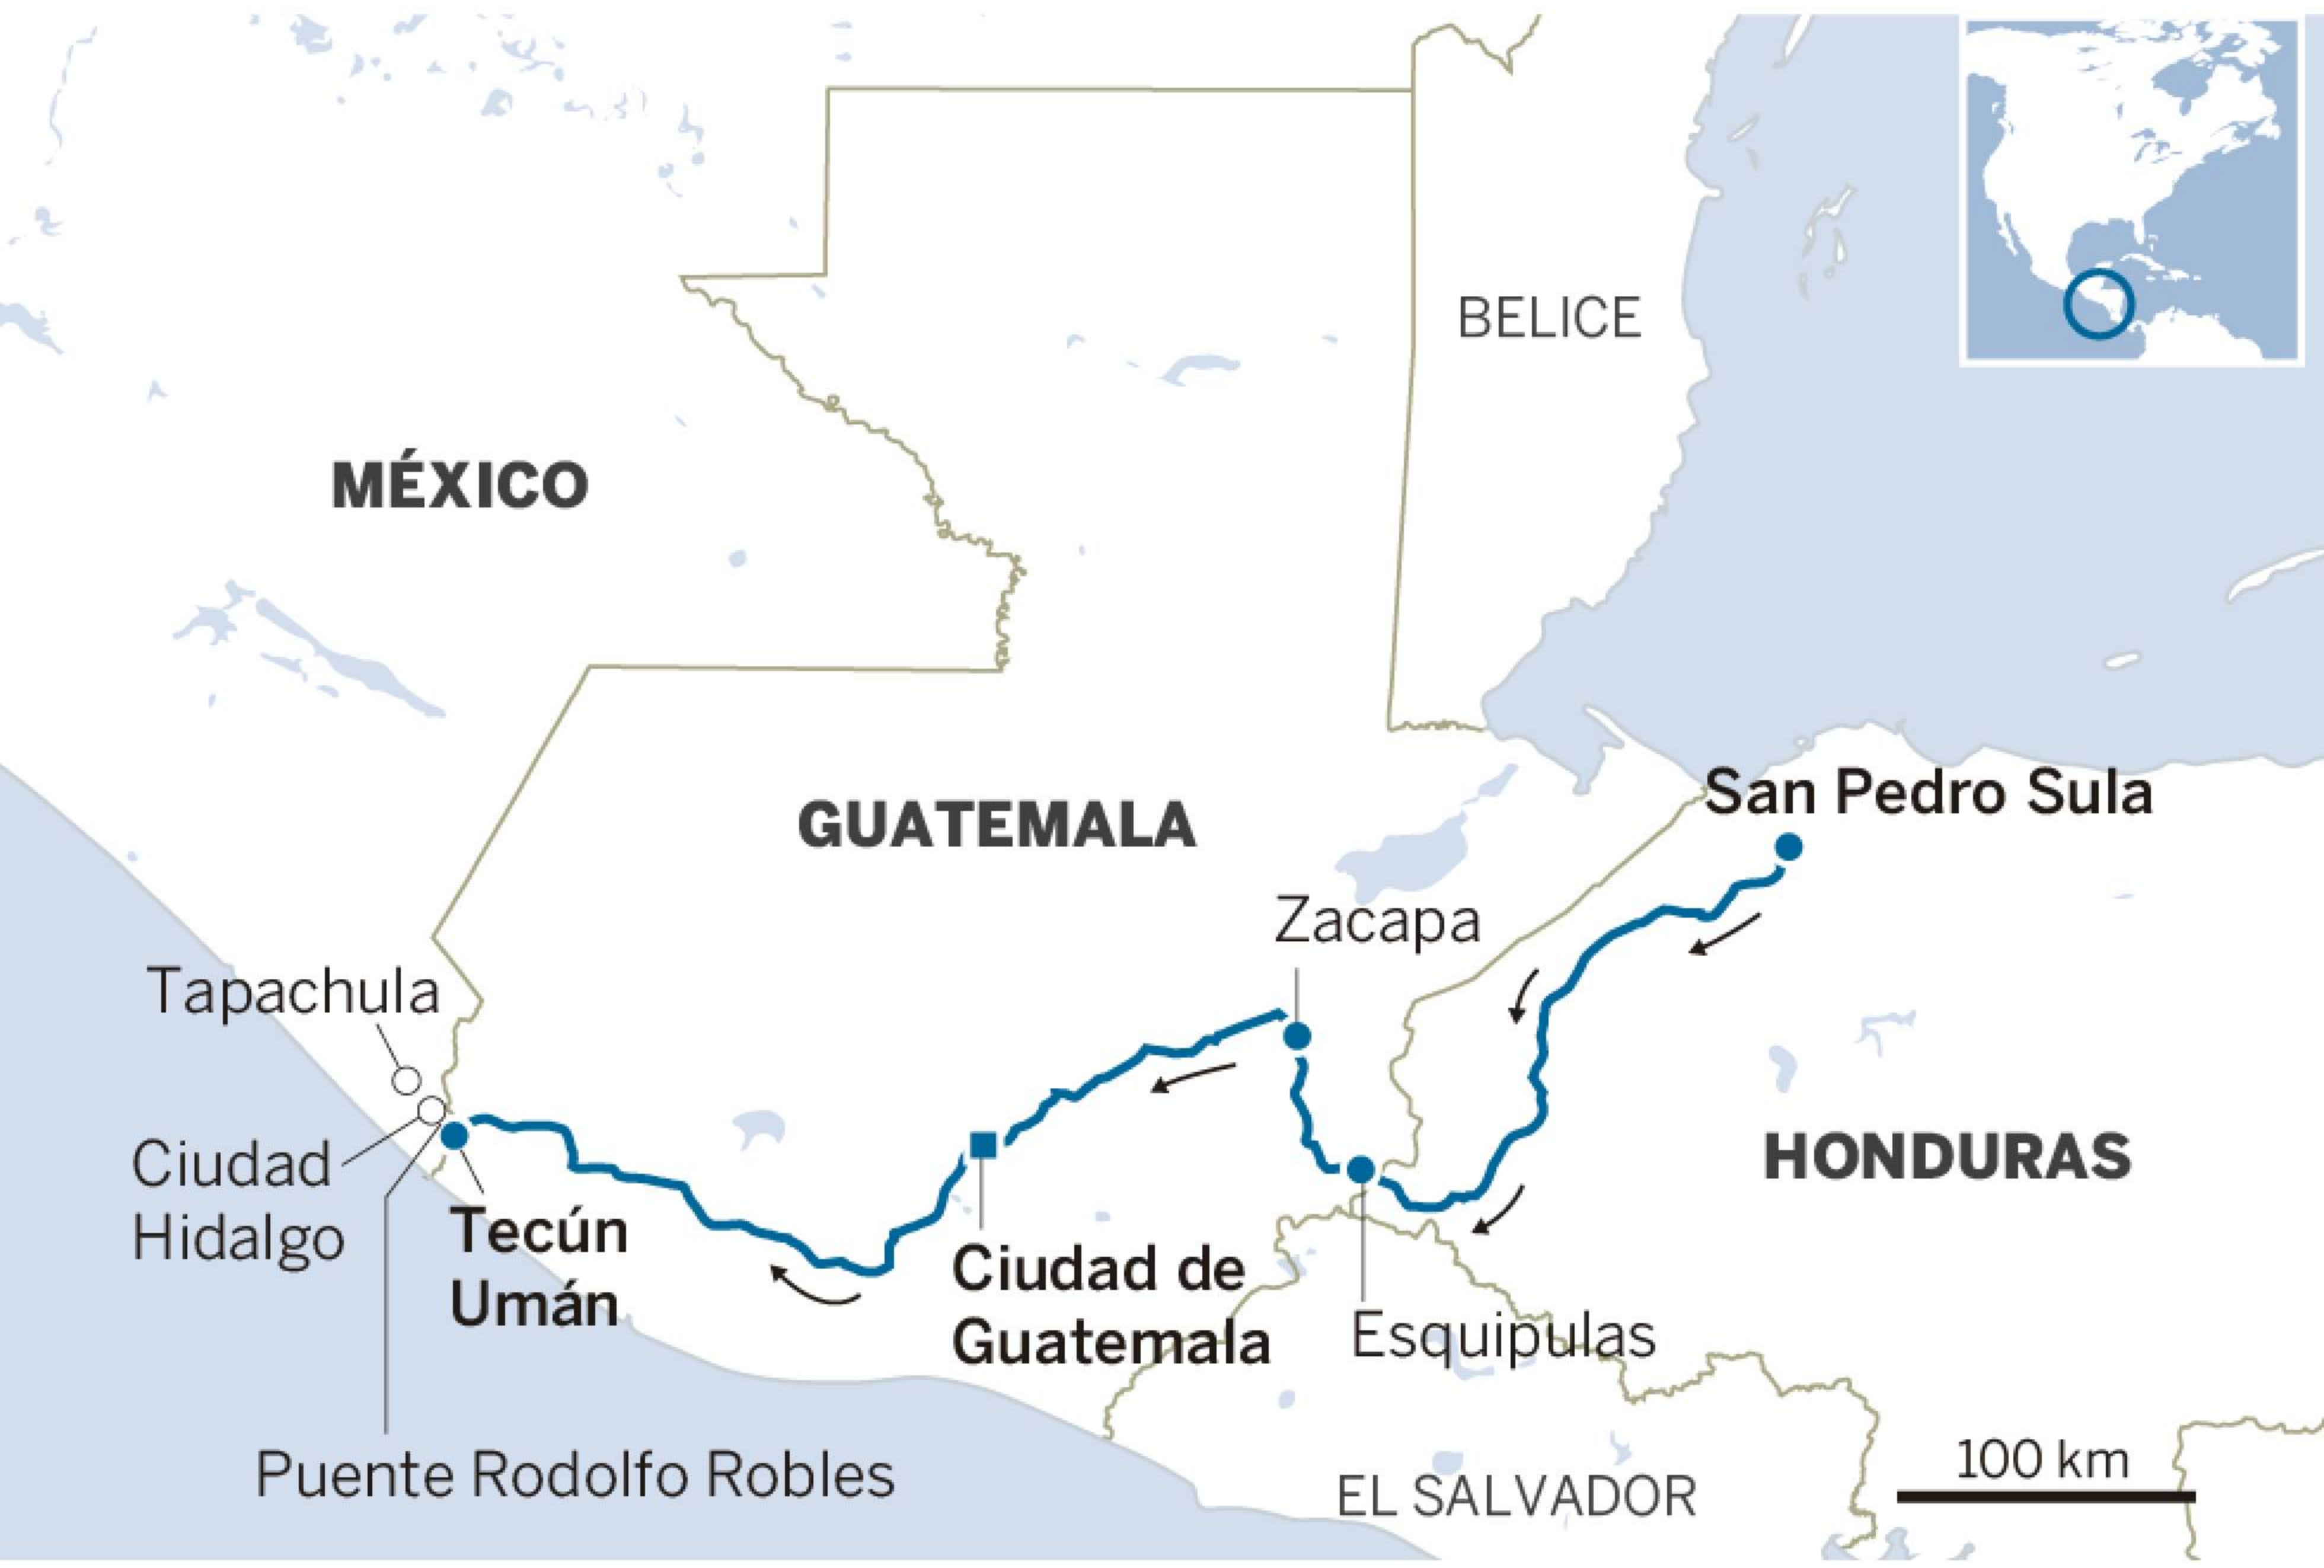 BELICE
MÉXICO
San Pedro Sula
GUATEMALA
Zacapa
Tapachula
Ciudad
Hidalgo
HONDURAS
Tecún
Umán
Ciudad de
Guatemala
Esquipulas
Puente Rodolfo Robles
EL SALVADOR
100 km